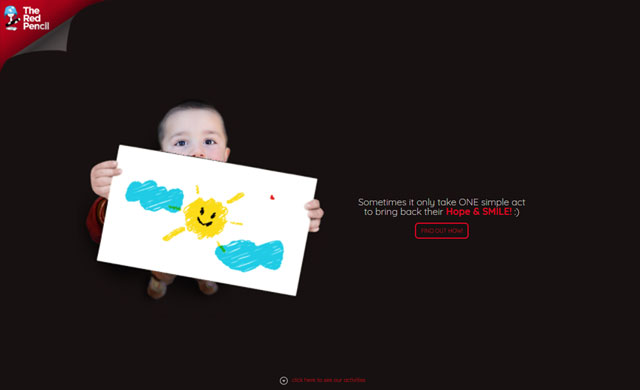 The
Red
Pencil
Sometimes it only take ONE simple act
to bring back their Hope & SMILE! :)
FIND OUT HOW!
click here to see our activities